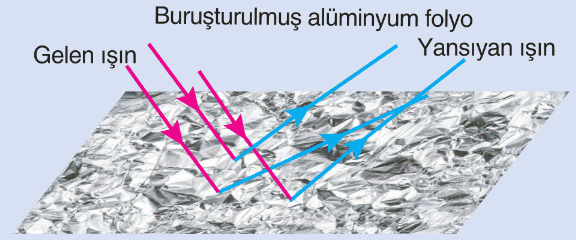 Buruşturulmuş alüminyum folyo
Gelen ışın
Yansıyan ışın